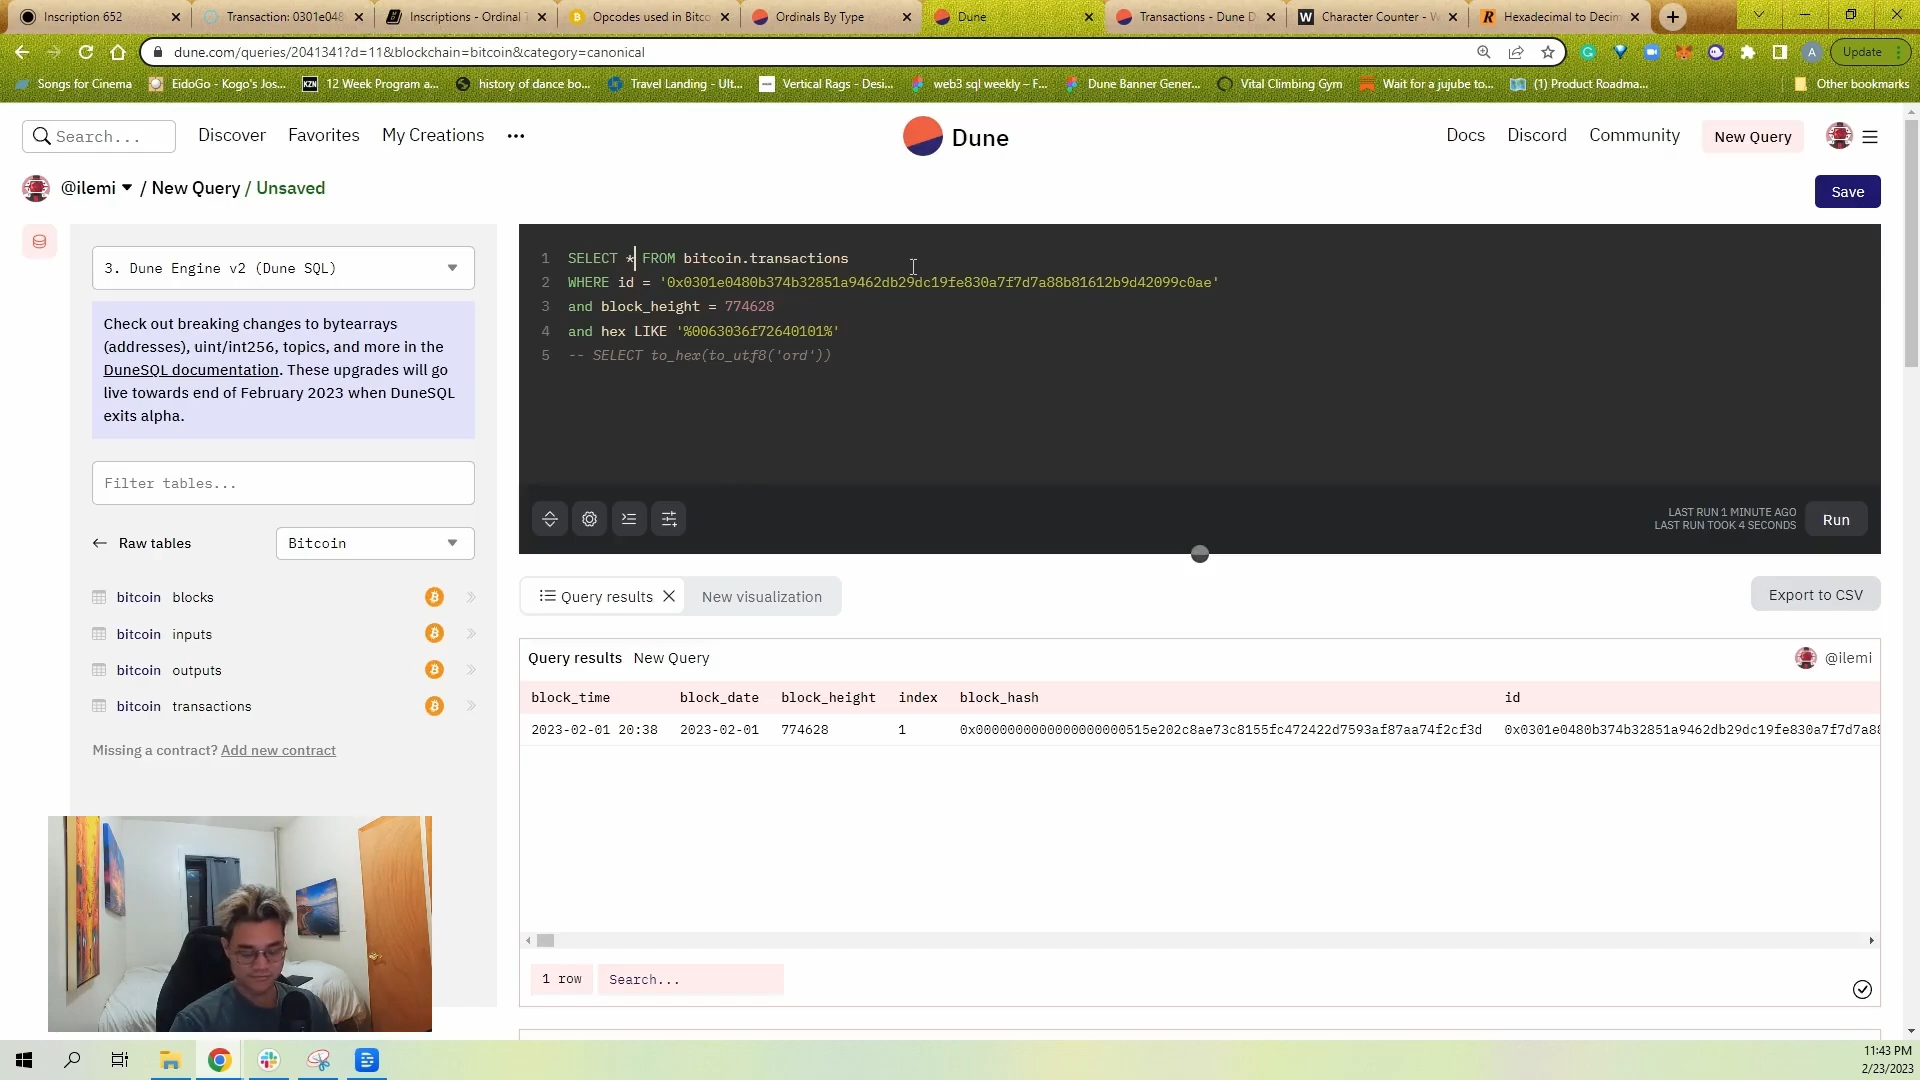 Inscription 652
Transaction: 0301e048
Inscriptions - Ordinal
Opcodes used in Bitco
Ordinals By Type
Dune
Transactions - Dune D
Character Counter - W
Hexadecimal to Decim
dune.com/queries/2041341?d=11&blockchain=bitcoin&category=canonical
Update
Songs for Cinema
EidoGo - Kogo's Jos...
KZN
12 Week Program a...
history of dance bo...
Travel Landing - Ult...
Vertical Rags - Desi...
web3 sql weekly – F...
Dune Banner Gener...
Vital Climbing Gym
Wait for a jujube to...
(1) Product Roadma...
Other bookmarks
Search...
Discover
Favorites
My Creations
Dune
Docs
Discord
Community
New Query
@ilemi / New Query / Unsaved
Save
3. Dune Engine v2 (Dune SQL)
Check out breaking changes to bytearrays
(addresses), uint/int256, topics, and more in the
DuneSQL documentation. These upgrades will go
live towards end of February 2023 when DuneSQL
exits alpha.
Filter tables...
Raw tables
Bitcoin
bitcoin blocks
bitcoin inputs
bitcoin outputs
bitcoin transactions
Missing a contract? Add new contract
1 SELECT * FROM bitcoin.transactions
2 WHERE id = '0x0301e0480b374b32851a9462db29dc19fe830a7f7d7a88b81612b9d42099c0ae'
3 and block_height = 774628
4 and hex LIKE '%0063036f72640101%'
5 -- SELECT to_hex(to_utf8('ord'))
LAST RUN 1 MINUTE AGO
LAST RUN TOOK 4 SECONDS
Run
Query results
New visualization
Export to CSV
Query results New Query
@ilemi
block_time block_date block_height index block_hash id
2023-02-01 20:38 2023-02-01 774628 1 0x0000000000000000000515e202c8ae73c8155fc472422d7593af87aa74f2cf3d 0x0301e0480b374b32851a9462db29dc19fe830a7f7d7a88
1 row
Search...
11:43 PM
2/23/2023